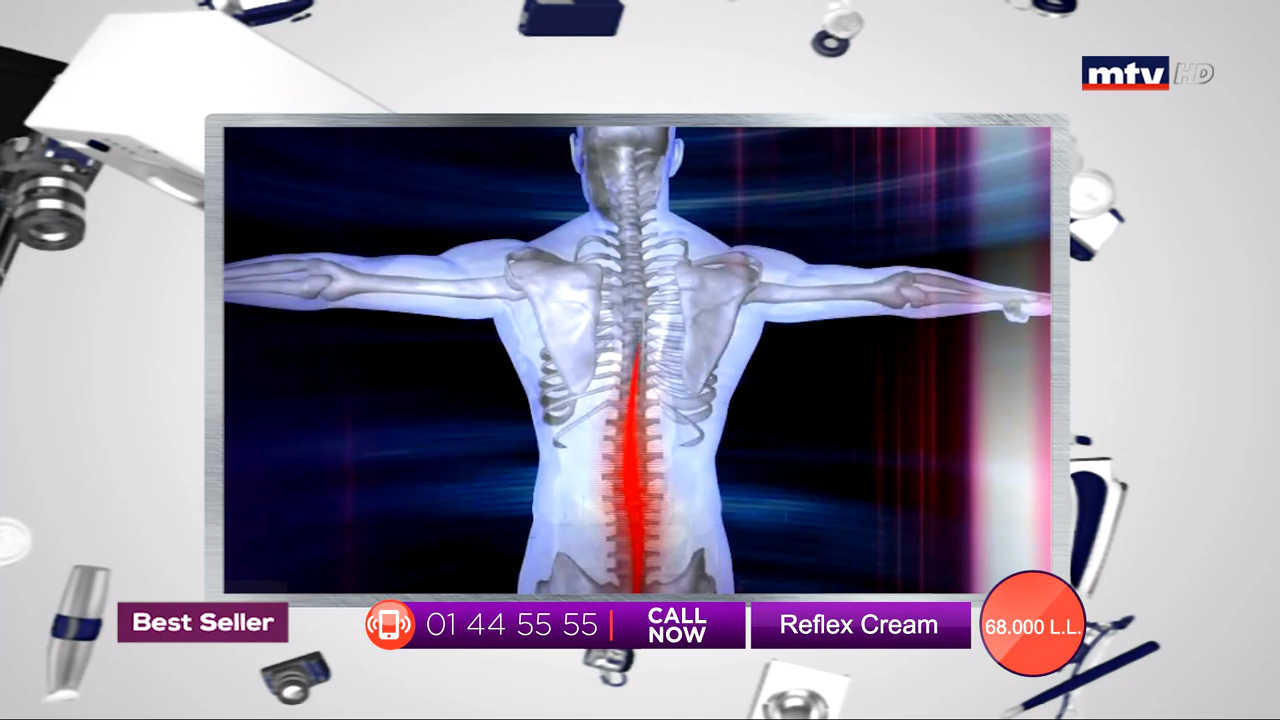 mtv HD
Best Seller
01 44 55 55
CALL
NOW
Reflex Cream
68.000 L.L.